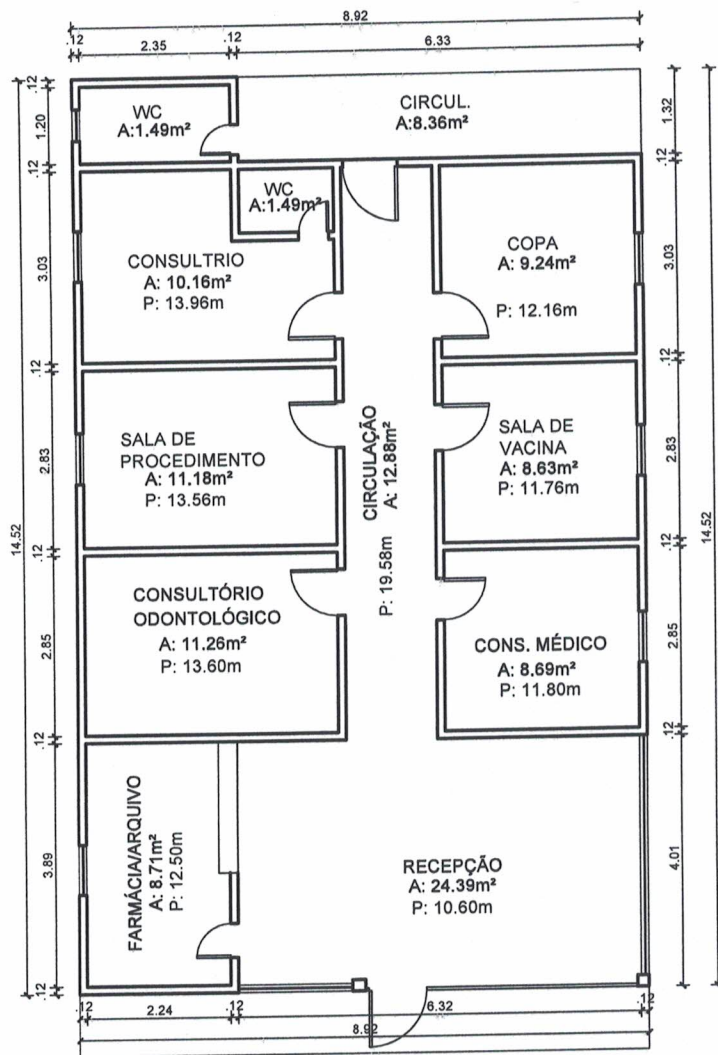 8.92
.12
2.35
.12
6.33
.12
1.20
.12
3.03
.12
2.83
.12
2.85
.12
3.89
.12
14.52
WC
A:1.49m²
CIRCUL.
A:8.36m²
WC
A:1.49m²
CONSULTRIO
A: 10.16m²
P: 13.96m
COPA
A: 9.24m²
P: 12.16m
SALA DE
PROCEDIMENTO
A: 11.18m²
P: 13.56m
CIRCULAÇÃO
A: 12.88m²
P: 19.58m
SALA DE
VACINA
A: 8.63m²
P: 11.76m
CONSULTÓRIO
ODONTOLÓGICO
A: 11.26m²
P: 13.60m
CONS. MÉDICO
A: 8.69m²
P: 11.80m
FARMÁCIA/ARQUIVO
A: 8.71m²
P: 12.50m
RECEPÇÃO
A: 24.39m²
P: 10.60m
1.32
.12
3.03
.12
2.83
.12
2.85
.12
4.01
14.52
.12
2.24
.12
6.32
.12
8.92